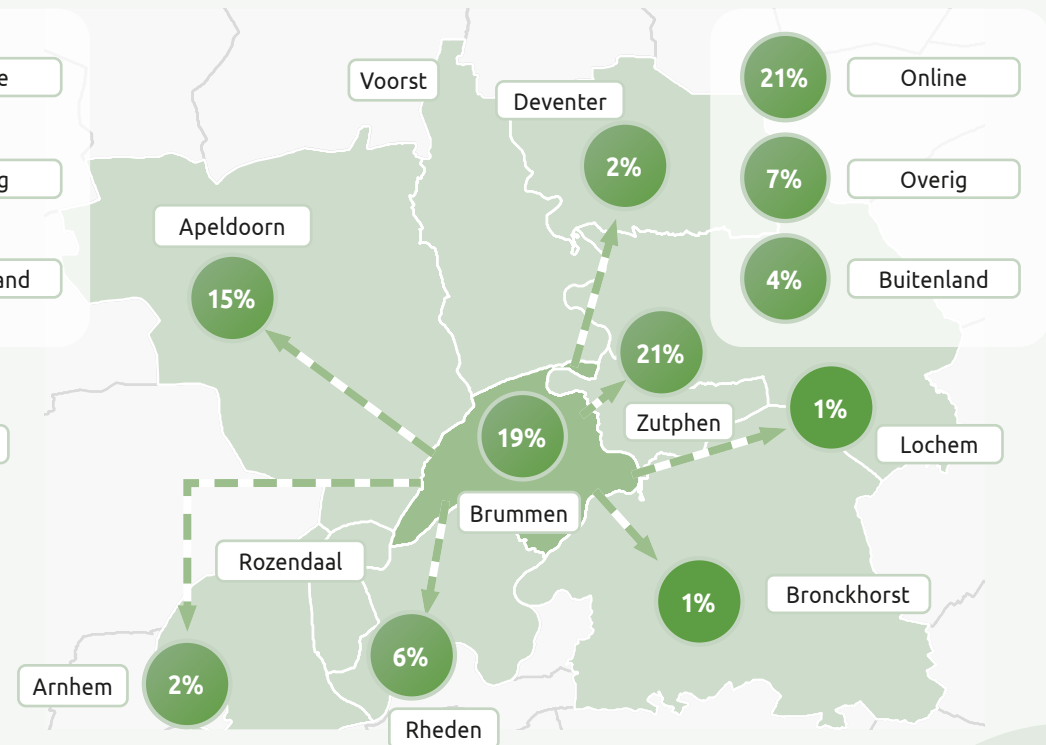 e
g
and
Voorst
Deventer
2%
21%
Online
7%
Overig
4%
Buitenland
Apeldoorn
15%
21%
Zutphen
1%
Lochem
19%
Brummen
Rozendaal
1%
Bronckhorst
6%
Rheden
Arnhem
2%